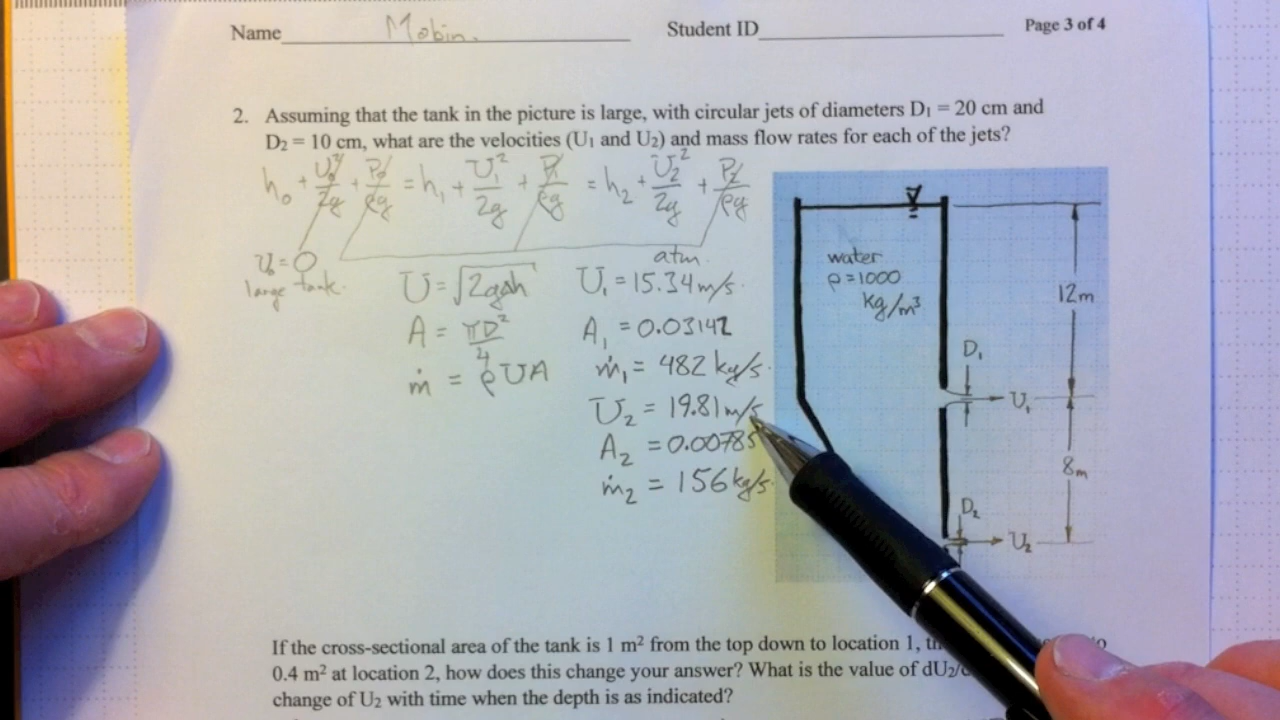 Name Mobin. Student ID Page 3 of 4
2. Assuming that the tank in the picture is large, with circular jets of diameters D₁ = 20 cm and
D₂ = 10 cm, what are the velocities (U₁ and U₂) and mass flow rates for each of the jets?
h₀ + U₀²/2g + P₀/ρg = h₁ + U₁²/2g + P₁/ρg = h₂ + U₂²/2g + P₂/ρg
U₀ = 0
large tank.
atm.
U = √2gΔh
A = πD²/4
ṁ = ρUA
U₁ = 15.34 m/s.
A₁ = 0.03142
ṁ₁ = 482 kg/s.
U₂ = 19.81 m/s
A₂ = 0.00785
ṁ₂ = 156 kg/s.
water
ρ = 1000
kg/m³
12m
D₁
U₁
8m
D₂
U₂
If the cross-sectional area of the tank is 1 m² from the top down to location 1, to
0.4 m² at location 2, how does this change your answer? What is the value of dU₂/
change of U₂ with time when the depth is as indicated?